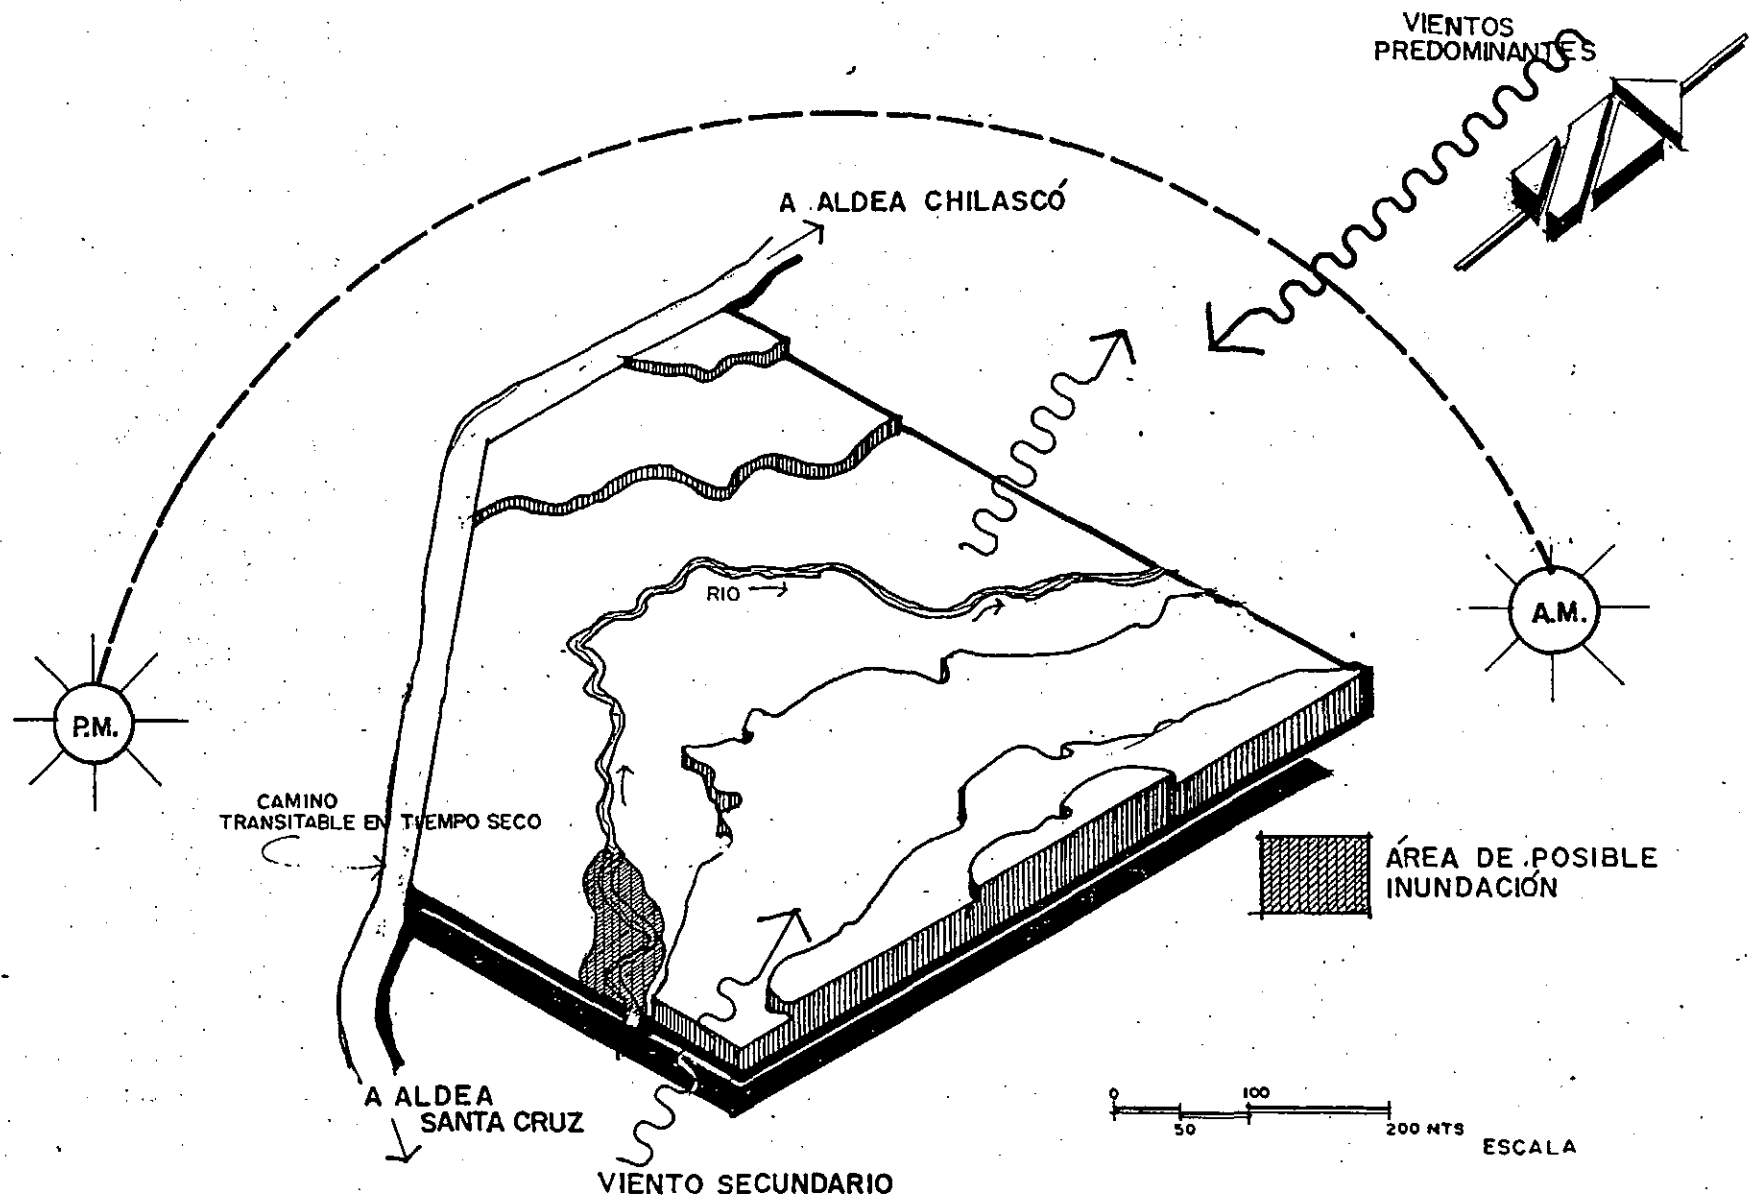 VIENTOS
PREDOMINANTES
A ALDEA CHILASCÓ
RIO
A.M.
P.M.
CAMINO
TRANSITABLE EN TIEMPO SECO
ÁREA DE POSIBLE
INUNDACIÓN
A ALDEA
SANTA CRUZ
0 100
50 200 MTS
ESCALA
VIENTO SECUNDARIO